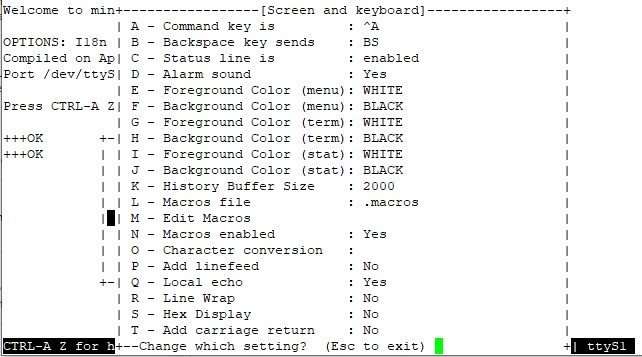 Welcome to min+-----------------[Screen and keyboard]-----------------+
| A - Command key is : ^A |
OPTIONS: I18n | B - Backspace key sends : BS |
Compiled on Ap| C - Status line is : enabled |
Port /dev/ttyS| D - Alarm sound : Yes |
| E - Foreground Color (menu): WHITE |
Press CTRL-A Z| F - Background Color (menu): BLACK |
| G - Foreground Color (term): WHITE |
+++OK +-| H - Background Color (term): BLACK |
+++OK | | I - Foreground Color (stat): WHITE |
| | J - Background Color (stat): BLACK |
| | K - History Buffer Size : 2000 |
| | L - Macros file : .macros |
| | M - Edit Macros |
| | N - Macros enabled : Yes |
| | O - Character conversion : |
| | P - Add linefeed : No |
+-| Q - Local echo : Yes |
| R - Line Wrap : No |
| S - Hex Display : No |
| T - Add carriage return : No |
CTRL-A Z for h+--Change which setting? (Esc to exit) +| ttyS1